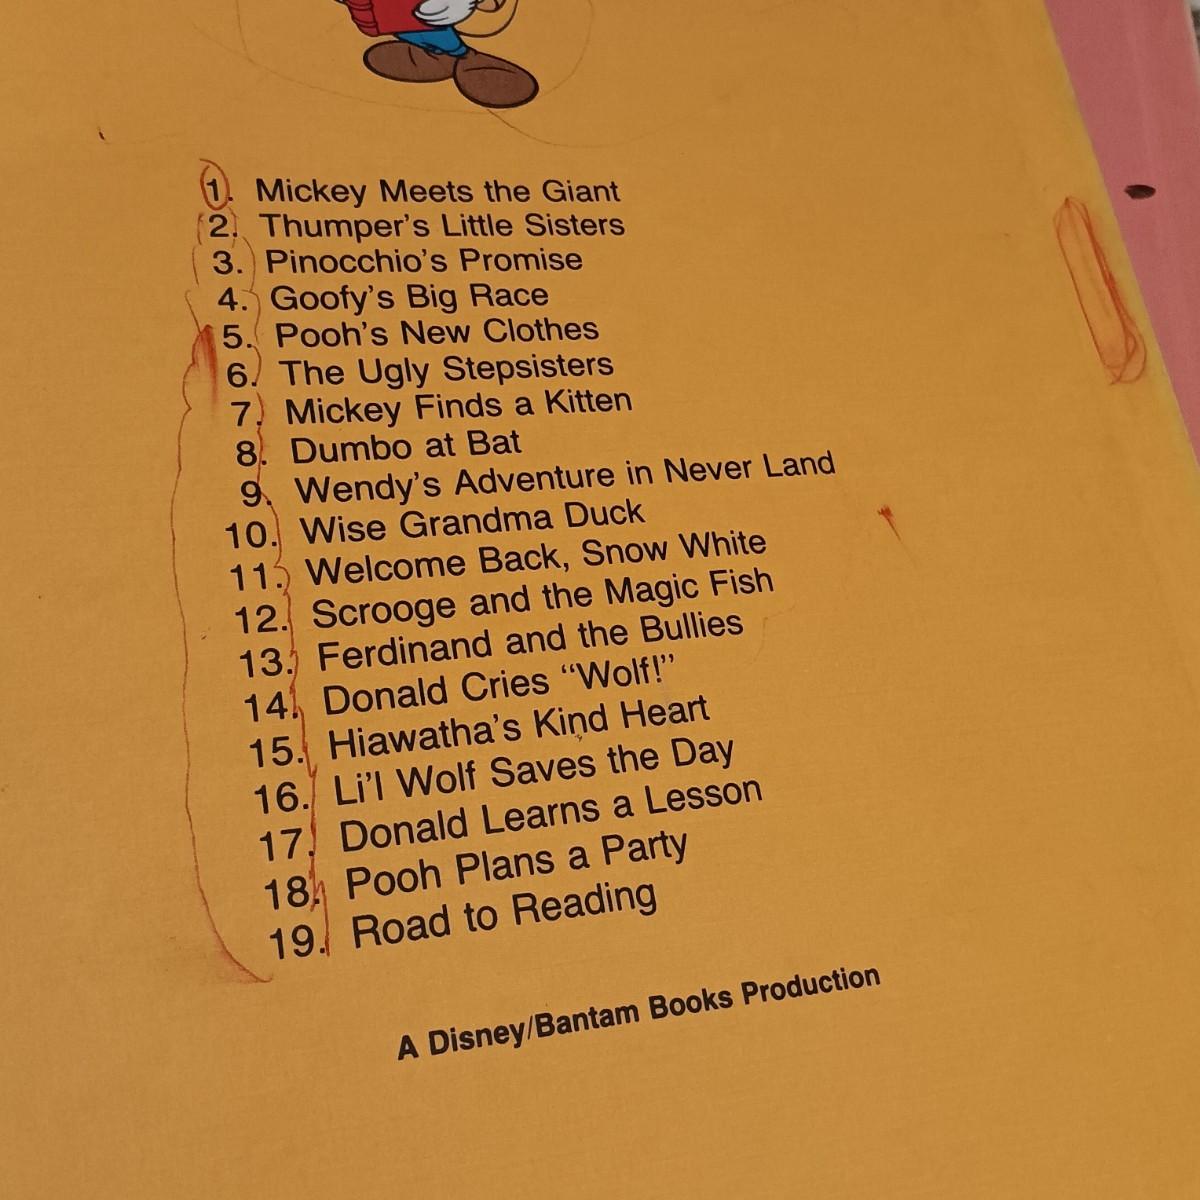 1. Mickey Meets the Giant
2. Thumper's Little Sisters
3. Pinocchio's Promise
4. Goofy's Big Race
5. Pooh's New Clothes
6. The Ugly Stepsisters
7. Mickey Finds a Kitten
8. Dumbo at Bat
9. Wendy's Adventure in Never Land
10. Wise Grandma Duck
11. Welcome Back, Snow White
12. Scrooge and the Magic Fish
13. Ferdinand and the Bullies
14. Donald Cries “Wolf!”
15. Hiawatha's Kind Heart
16. Li'l Wolf Saves the Day
17. Donald Learns a Lesson
18. Pooh Plans a Party
19. Road to Reading
A Disney/Bantam Books Production